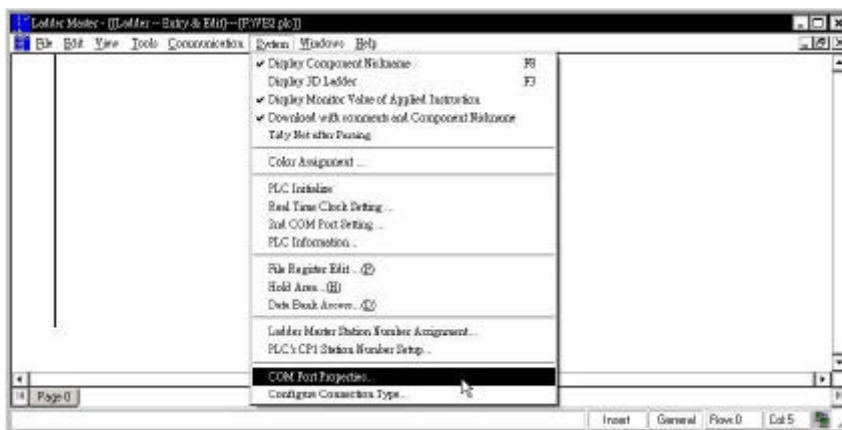 Ladder Master - [[Ladder -- Entry & Edit]---[F:\VB2.plc]]
File Edit View Tools Communication System Windows Help
✔ Display Component Nickname F8
Display 3D Ladder F3
✔ Display Monitor Value of Applied Instruction
✔ Download with comments and Component Nickname
Tidy Net after Parsing
Color Assignment ...
PLC Initialize
Real Time Clock Setting ...
2nd COM Port Setting ...
PLC Information ...
File Register Edit ...(P)
Hold Area ...(H)
Data Bank Access ...(D)
Ladder Master Station Number Assignment...
PLC's CP1 Station Number Setup...
COM Port Properties...
Configure Connection Type...
Page 0
Insert General Row:0 Col:5